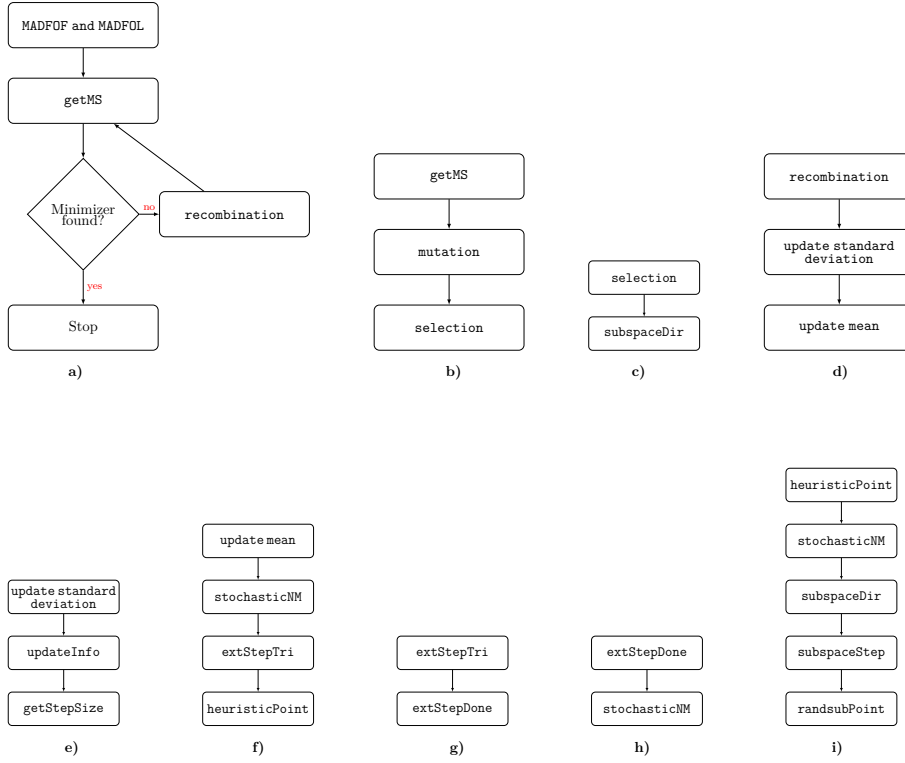 MADFOF and MADFOL
getMS
Minimizer
found?
no
recombination
yes
Stop
a)
getMS
mutation
selection
b)
selection
subspaceDir
c)
recombination
update standard
deviation
update mean
d)
update standard
deviation
updateInfo
getStepSize
e)
update mean
stochasticNM
extStepTri
heuristicPoint
f)
extStepTri
extStepDone
g)
extStepDone
stochasticNM
h)
heuristicPoint
stochasticNM
subspaceDir
subspaceStep
randsubPoint
i)